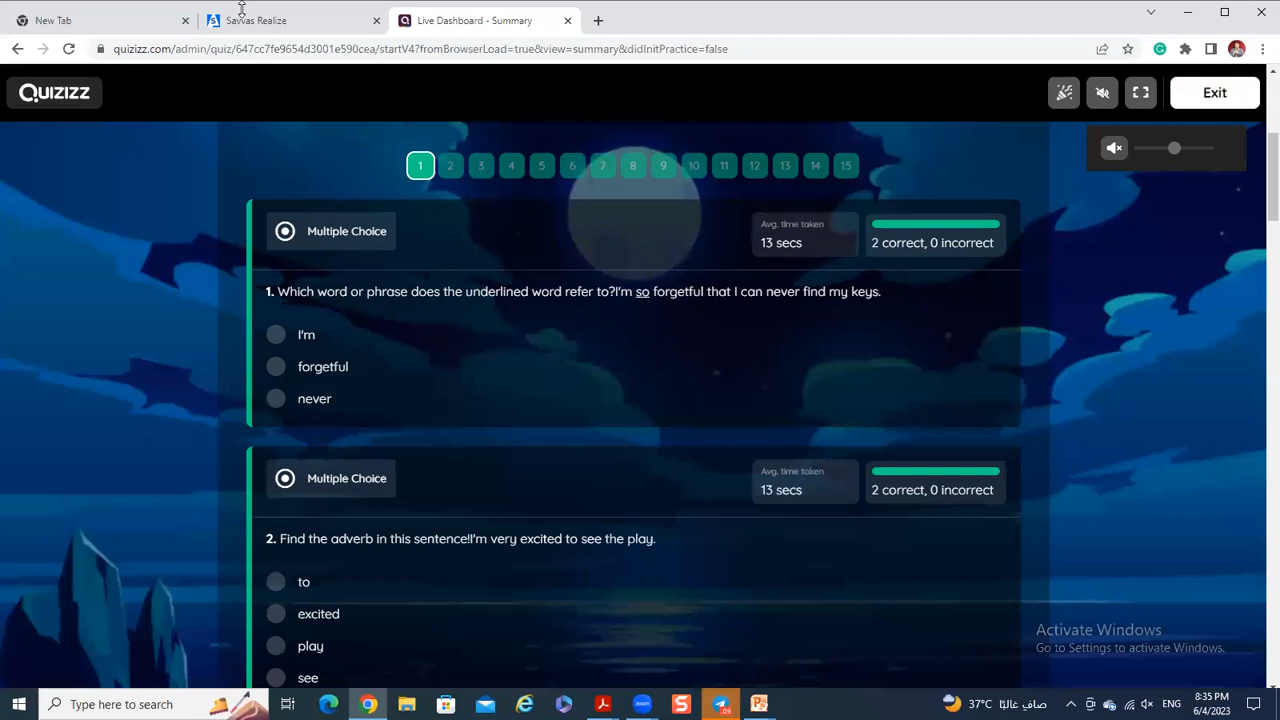 New Tab
Savvas Realize
Live Dashboard - Summary
quizizz.com/admin/quiz/647cc7fe9654d3001e590cea/startV4?fromBrowserLoad=true&view=summary&didInitPractice=false
QUIZIZZ
Exit
1 2 3 4 5 6 7 8 9 10 11 12 13 14 15
Multiple Choice
Avg. time taken
13 secs
2 correct, 0 incorrect
1. Which word or phrase does the underlined word refer to?I'm so forgetful that I can never find my keys.
I'm
forgetful
never
Multiple Choice
Avg. time taken
13 secs
2 correct, 0 incorrect
2. Find the adverb in this sentence!I'm very excited to see the play.
to
excited
play
see
Activate Windows
Go to Settings to activate Windows.
Type here to search
zoom
37°C صاف غالبًا
ENG
8:35 PM
6/4/2023